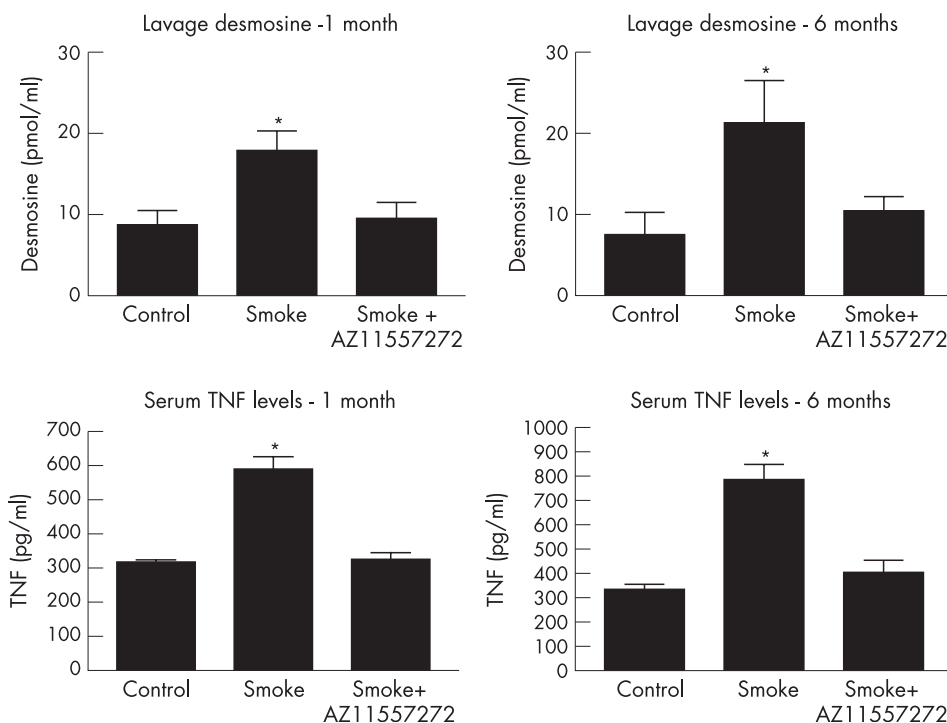 Lavage desmosine -1 month
30
20
10
0
Desmosine (pmol/ml)
*
Control
Smoke
Smoke +
AZ11557272
Lavage desmosine - 6 months
30
20
10
0
Desmosine (pmol/ml)
*
Control
Smoke
Smoke+
AZ11557272
Serum TNF levels - 1 month
700
600
500
400
300
200
100
0
TNF (pg/ml)
*
Control
Smoke
Smoke+
AZ11557272
Serum TNF levels - 6 months
1000
900
800
700
600
500
400
300
200
100
0
TNF (pg/ml)
*
Control
Smoke
Smoke+
AZ11557272